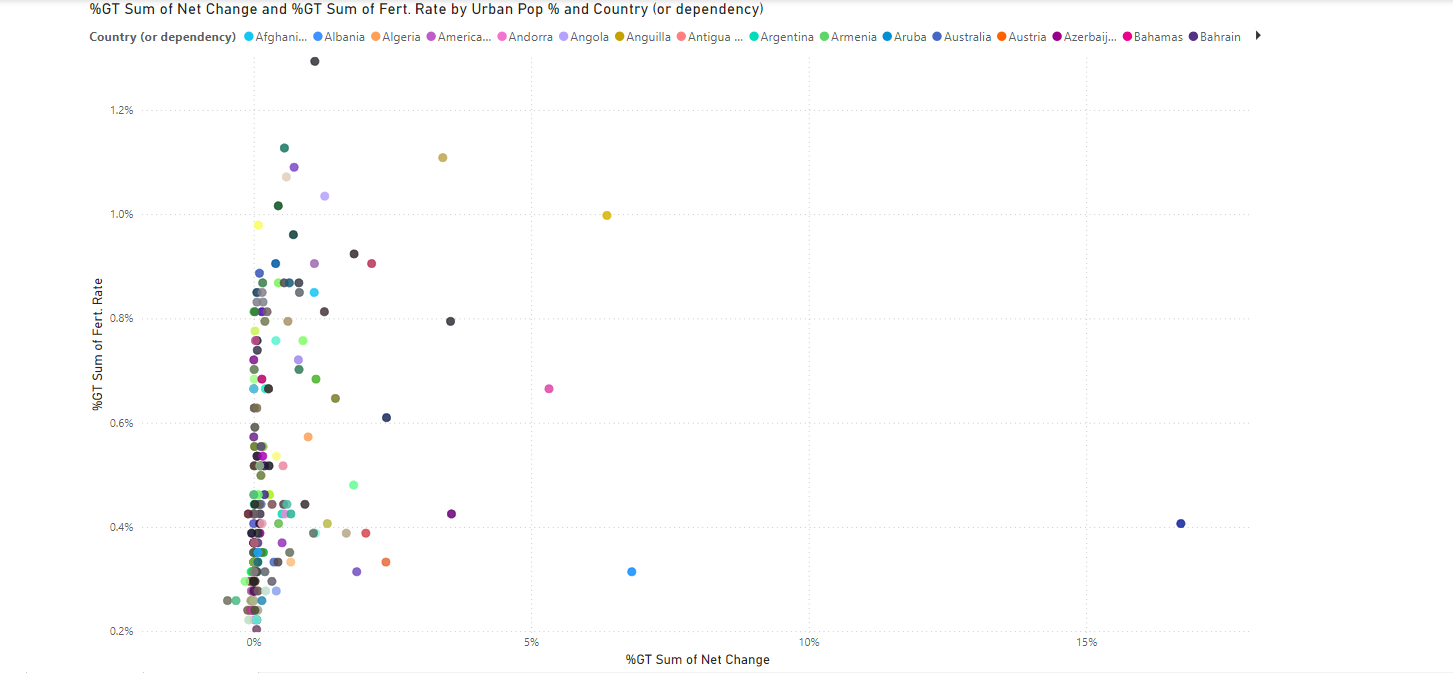 %GT Sum of Net Change and %GT Sum of Fert. Rate by Urban Pop % and Country (or dependency)
Country (or dependency) Afghani... Albania Algeria America... Andorra Angola Anguilla Antigua ... Argentina Armenia Aruba Australia Austria Azerbaij... Bahamas Bahrain
%GT Sum of Fert. Rate
1.2%
1.0%
0.8%
0.6%
0.4%
0.2%
0% 5% 10% 15%
%GT Sum of Net Change